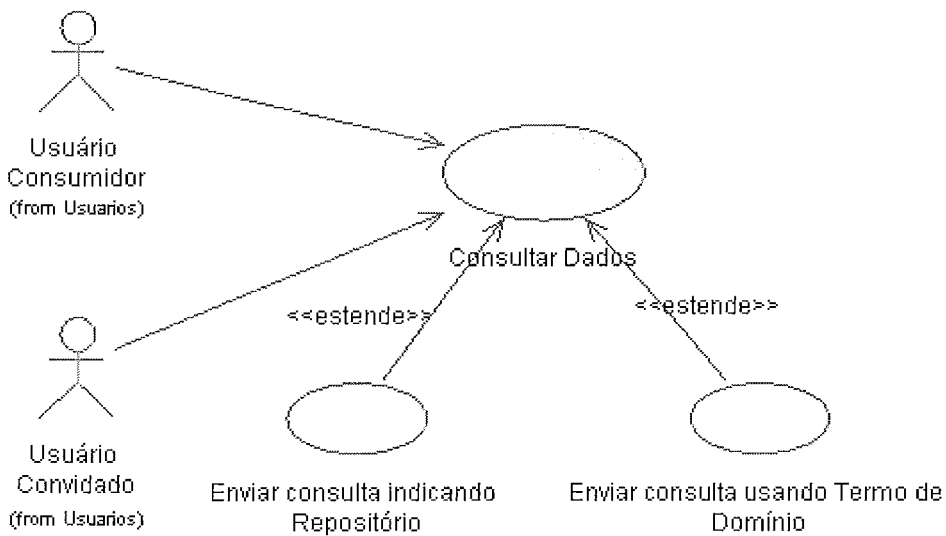 Usuário
Consumidor
(from Usuarios)
Consultar Dados
<<estende>>
<<estende>>
Usuário
Convidado
(from Usuarios)
Enviar consulta indicando
Repositório
Enviar consulta usando Termo de
Domínio